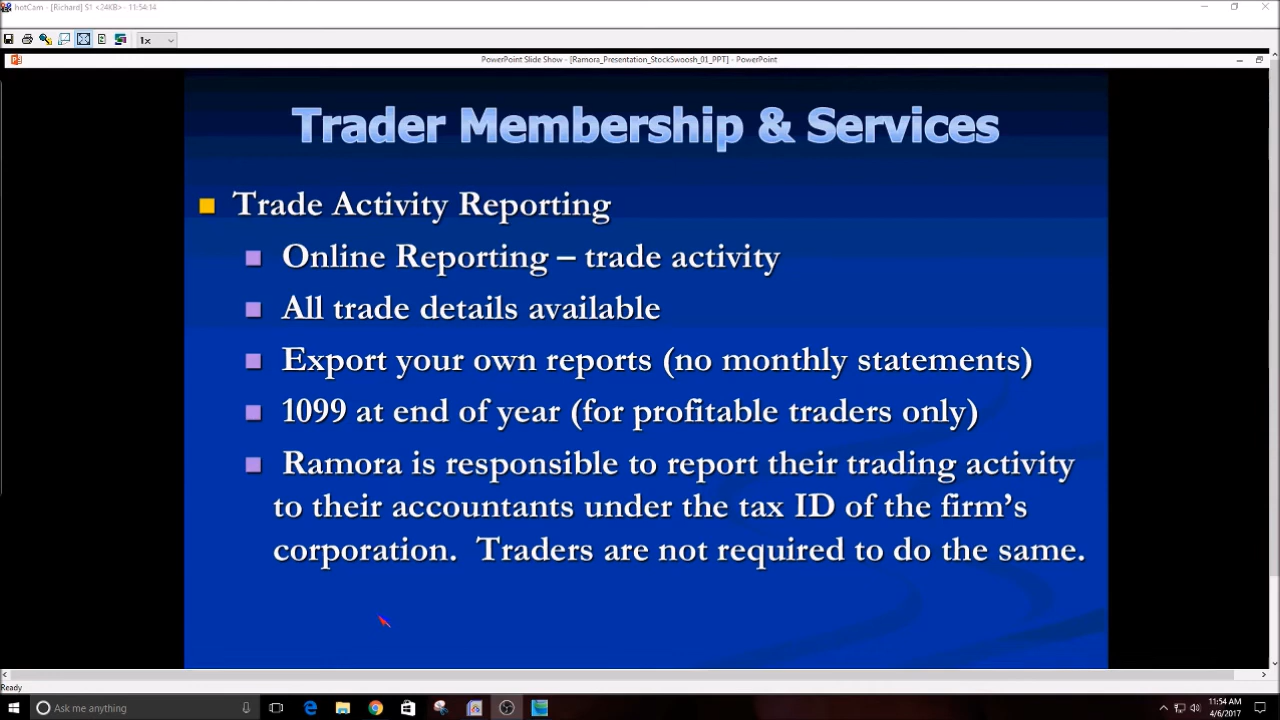 hotCam - [Richard] S1 <24KB> - 11:54:14
1x
PowerPoint Slide Show - [Ramora_Presentation_StockSwoosh_01_PPT] - PowerPoint
Trader Membership & Services
Trade Activity Reporting
Online Reporting – trade activity
All trade details available
Export your own reports (no monthly statements)
1099 at end of year (for profitable traders only)
Ramora is responsible to report their trading activity
to their accountants under the tax ID of the firm’s
corporation.  Traders are not required to do the same.
Ready
Ask me anything
11:54 AM
4/6/2017